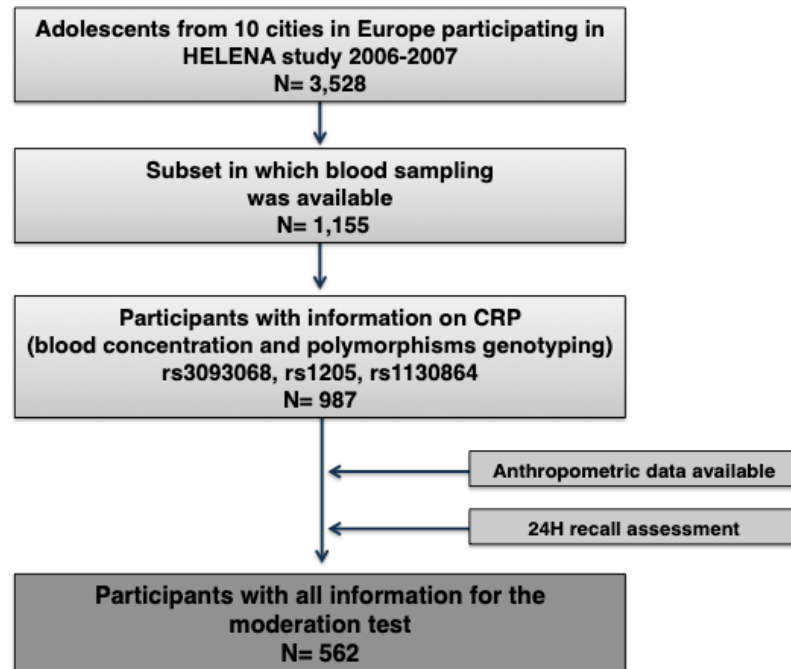 Adolescents from 10 cities in Europe participating in
HELENA study 2006-2007
N= 3,528
Subset in which blood sampling
was available
N= 1,155
Participants with information on CRP
(blood concentration and polymorphisms genotyping)
rs3093068, rs1205, rs1130864
N= 987
Anthropometric data available
24H recall assessment
Participants with all information for the
moderation test
N= 562